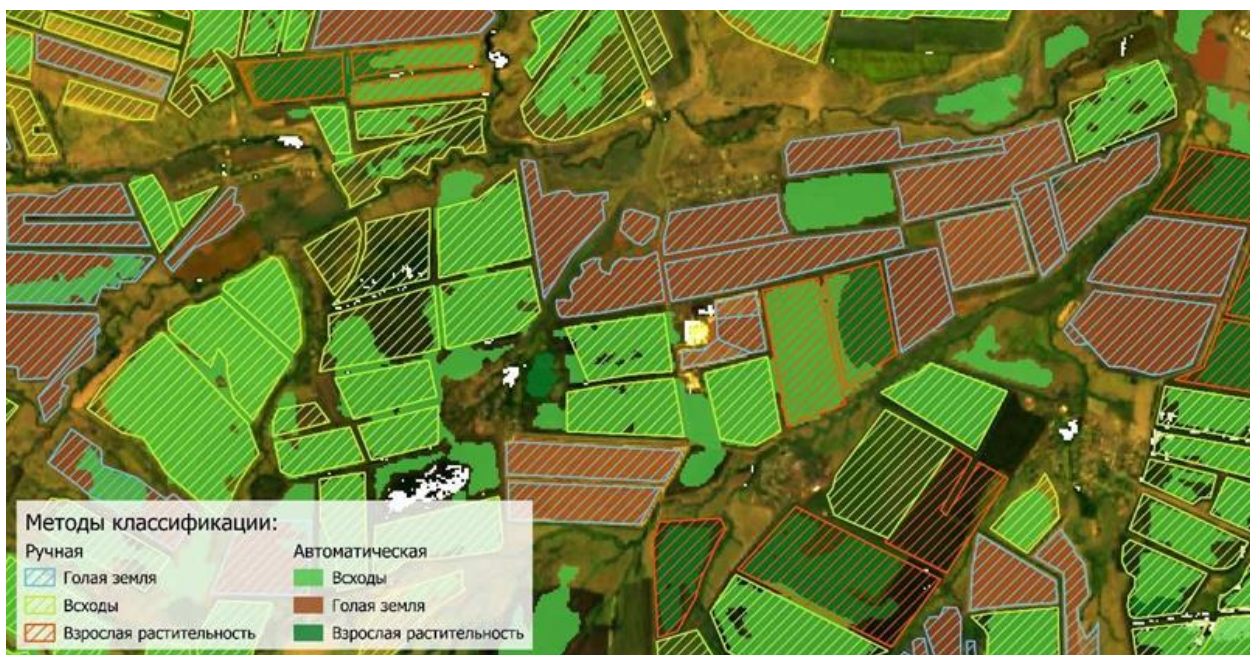 Методы классификации:
Ручная
Автоматическая
Голая земля
Всходы
Всходы
Голая земля
Взрослая растительность
Взрослая растительность